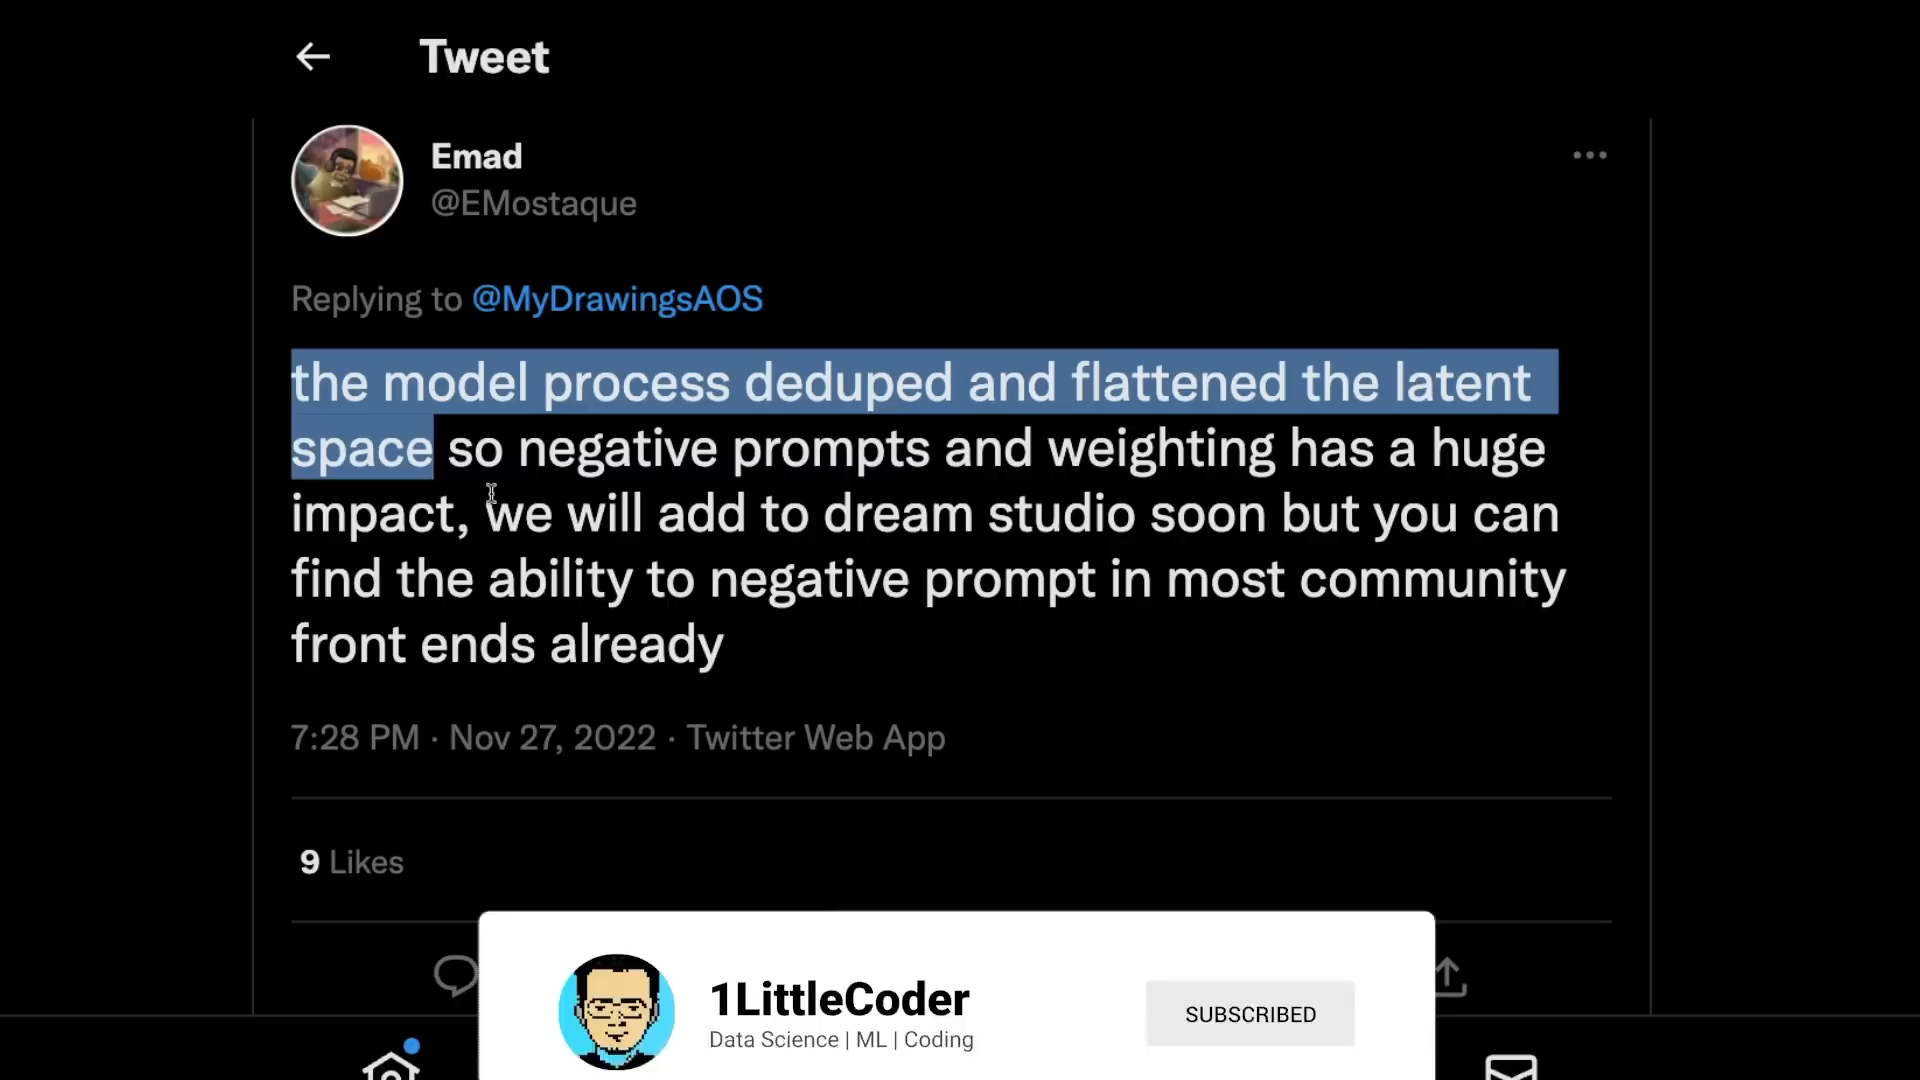 Tweet
Emad
@EMostaque
Replying to @MyDrawingsAOS
the model process deduped and flattened the latent
space so negative prompts and weighting has a huge
impact, we will add to dream studio soon but you can
find the ability to negative prompt in most community
front ends already
7:28 PM · Nov 27, 2022 · Twitter Web App
9 Likes
1LittleCoder
Data Science | ML | Coding
SUBSCRIBED